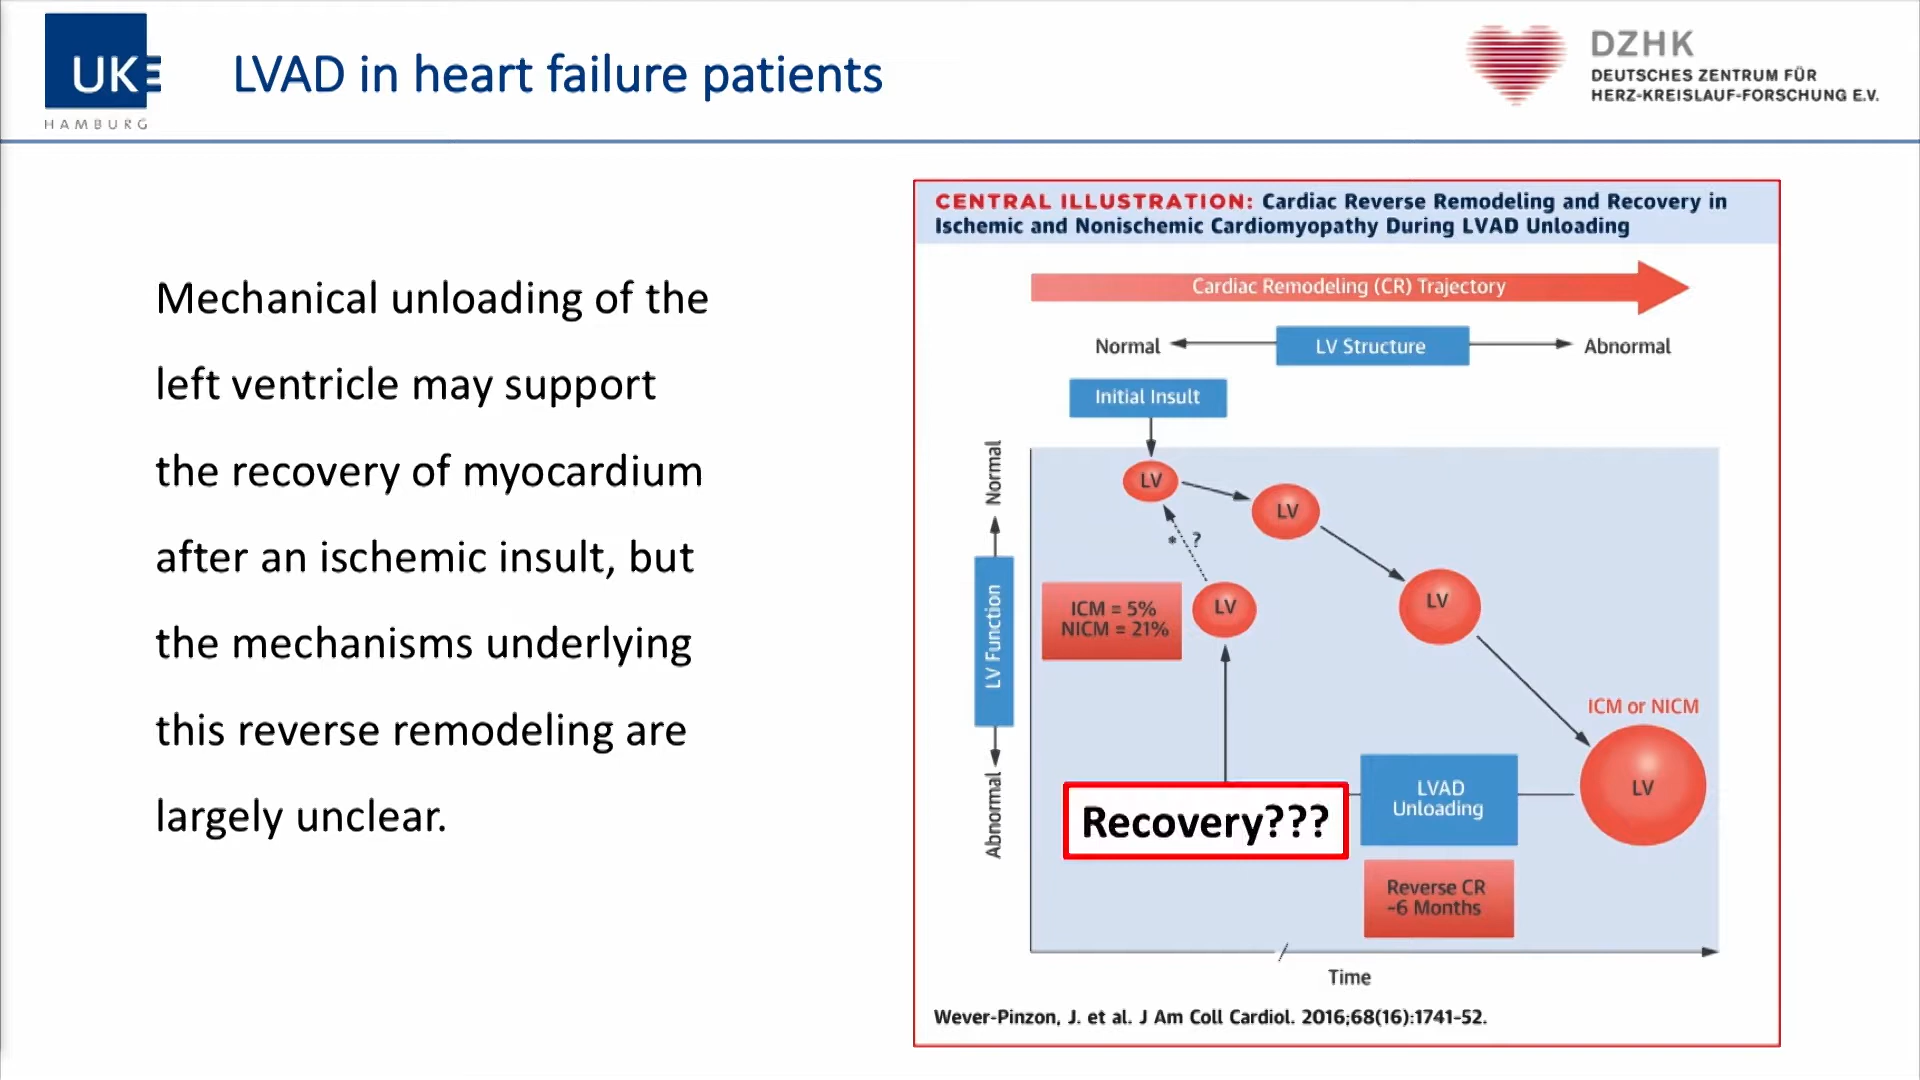 UKE
HAMBURG
LVAD in heart failure patients
DZHK
DEUTSCHES ZENTRUM FÜR
HERZ-KREISLAUF-FORSCHUNG E.V.
Mechanical unloading of the
left ventricle may support
the recovery of myocardium
after an ischemic insult, but
the mechanisms underlying
this reverse remodeling are
largely unclear.
CENTRAL ILLUSTRATION: Cardiac Reverse Remodeling and Recovery in
Ischemic and Nonischemic Cardiomyopathy During LVAD Unloading
Cardiac Remodeling (CR) Trajectory
Normal
LV Structure
Abnormal
Initial Insult
Normal
LV Function
Abnormal
LV
LV
* ?
LV
LV
ICM = 5%
NICM = 21%
ICM or NICM
LV
LVAD
Unloading
Recovery???
Reverse CR
~6 Months
Time
Wever-Pinzon, J. et al. J Am Coll Cardiol. 2016;68(16):1741-52.